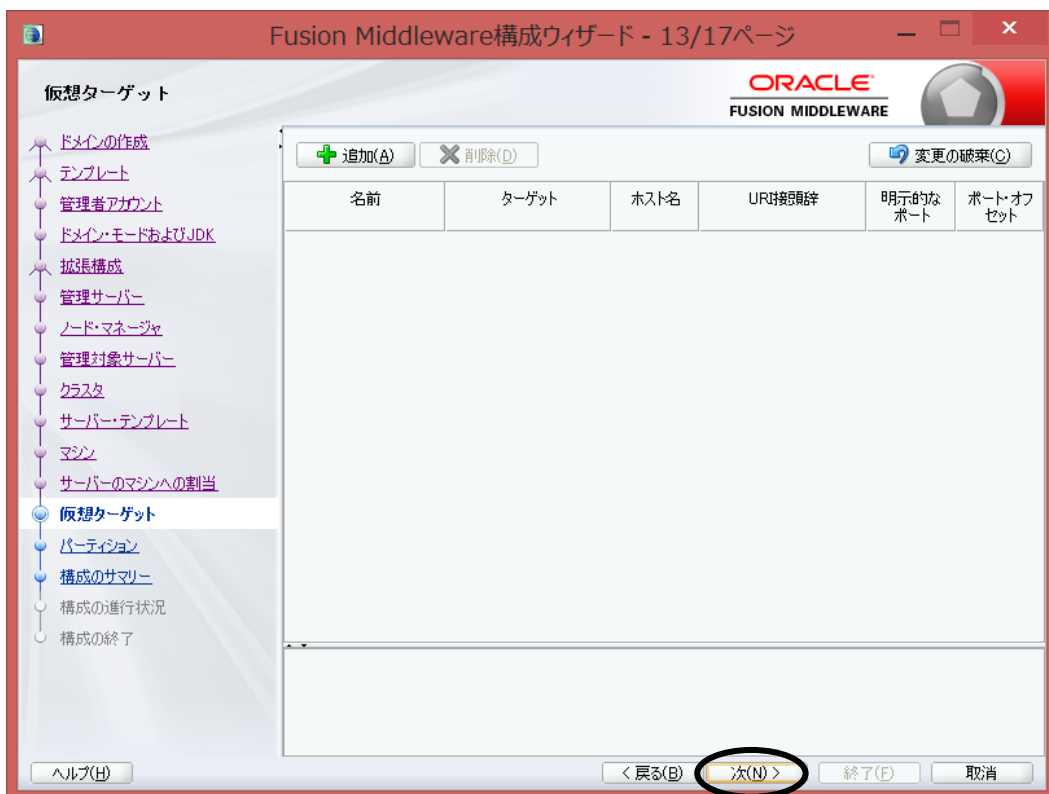 Fusion Middleware構成ウィザード - 13/17ページ
仮想ターゲット
ORACLE
FUSION MIDDLEWARE
ドメインの作成
テンプレート
管理者アカウント
ドメイン・モードおよびJDK
拡張構成
管理サーバー
ノード・マネージャ
管理対象サーバー
クラスタ
サーバー・テンプレート
マシン
サーバーのマシンへの割当
仮想ターゲット
パーティション
構成のサマリー
構成の進行状況
構成の終了
追加(A) 削除(D) 変更の破棄(C)
名前 ターゲット ホスト名 URI接頭辞 明示的なポート ポート・オフセット
ヘルプ(H) < 戻る(B) 次(N) > 終了(F) 取消